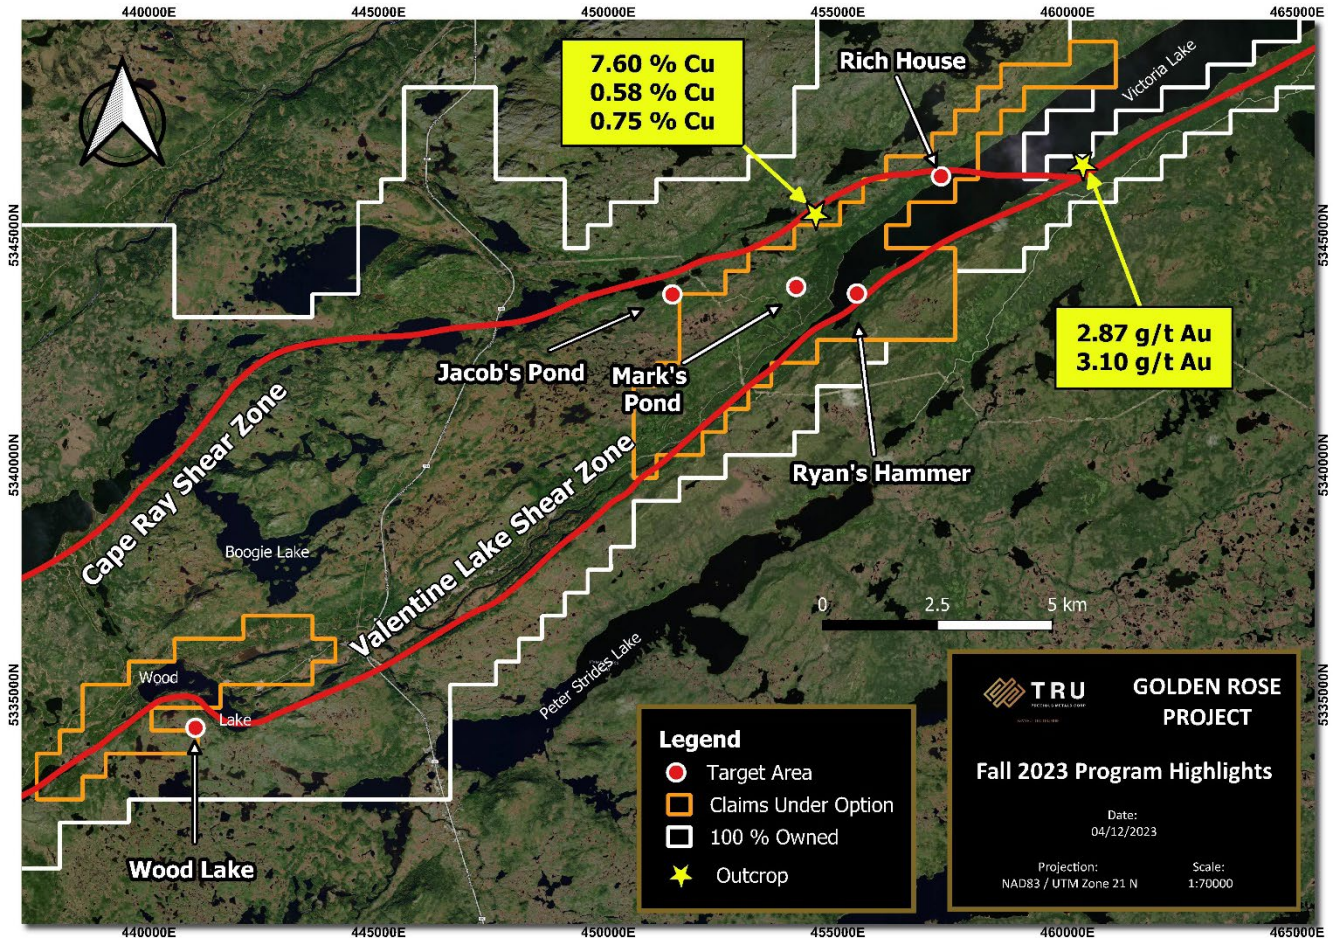 440000E
445000E
450000E
455000E
460000E
465000E
7.60 % Cu
0.58 % Cu
0.75 % Cu
Rich House
Victoria Lake
5345000N
5345000N
2.87 g/t Au
3.10 g/t Au
Jacob's Pond
Mark's
Pond
Ryan's Hammer
Cape Ray Shear Zone
Valentine Lake Shear Zone
5340000N
5340000N
Boogie Lake
0
2.5
5 km
Peter Strides Lake
Wood
Lake
5335000N
5335000N
Wood Lake
Legend
Target Area
Claims Under Option
100 % Owned
Outcrop
TRU
PRECIOUS METALS CORP
GOLDEN ROSE
PROJECT
Fall 2023 Program Highlights
Date:
04/12/2023
Projection:
NAD83 / UTM Zone 21 N
Scale:
1:70000
440000E
445000E
450000E
455000E
460000E
465000E